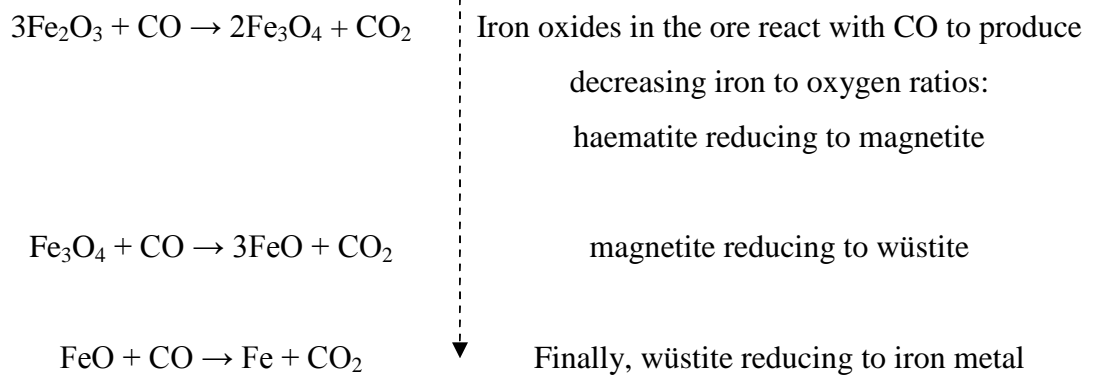 3Fe₂O₃ + CO → 2Fe₃O₄ + CO₂
Iron oxides in the ore react with CO to produce
decreasing iron to oxygen ratios:
haematite reducing to magnetite
Fe₃O₄ + CO → 3FeO + CO₂
magnetite reducing to wüstite
FeO + CO → Fe + CO₂
Finally, wüstite reducing to iron metal